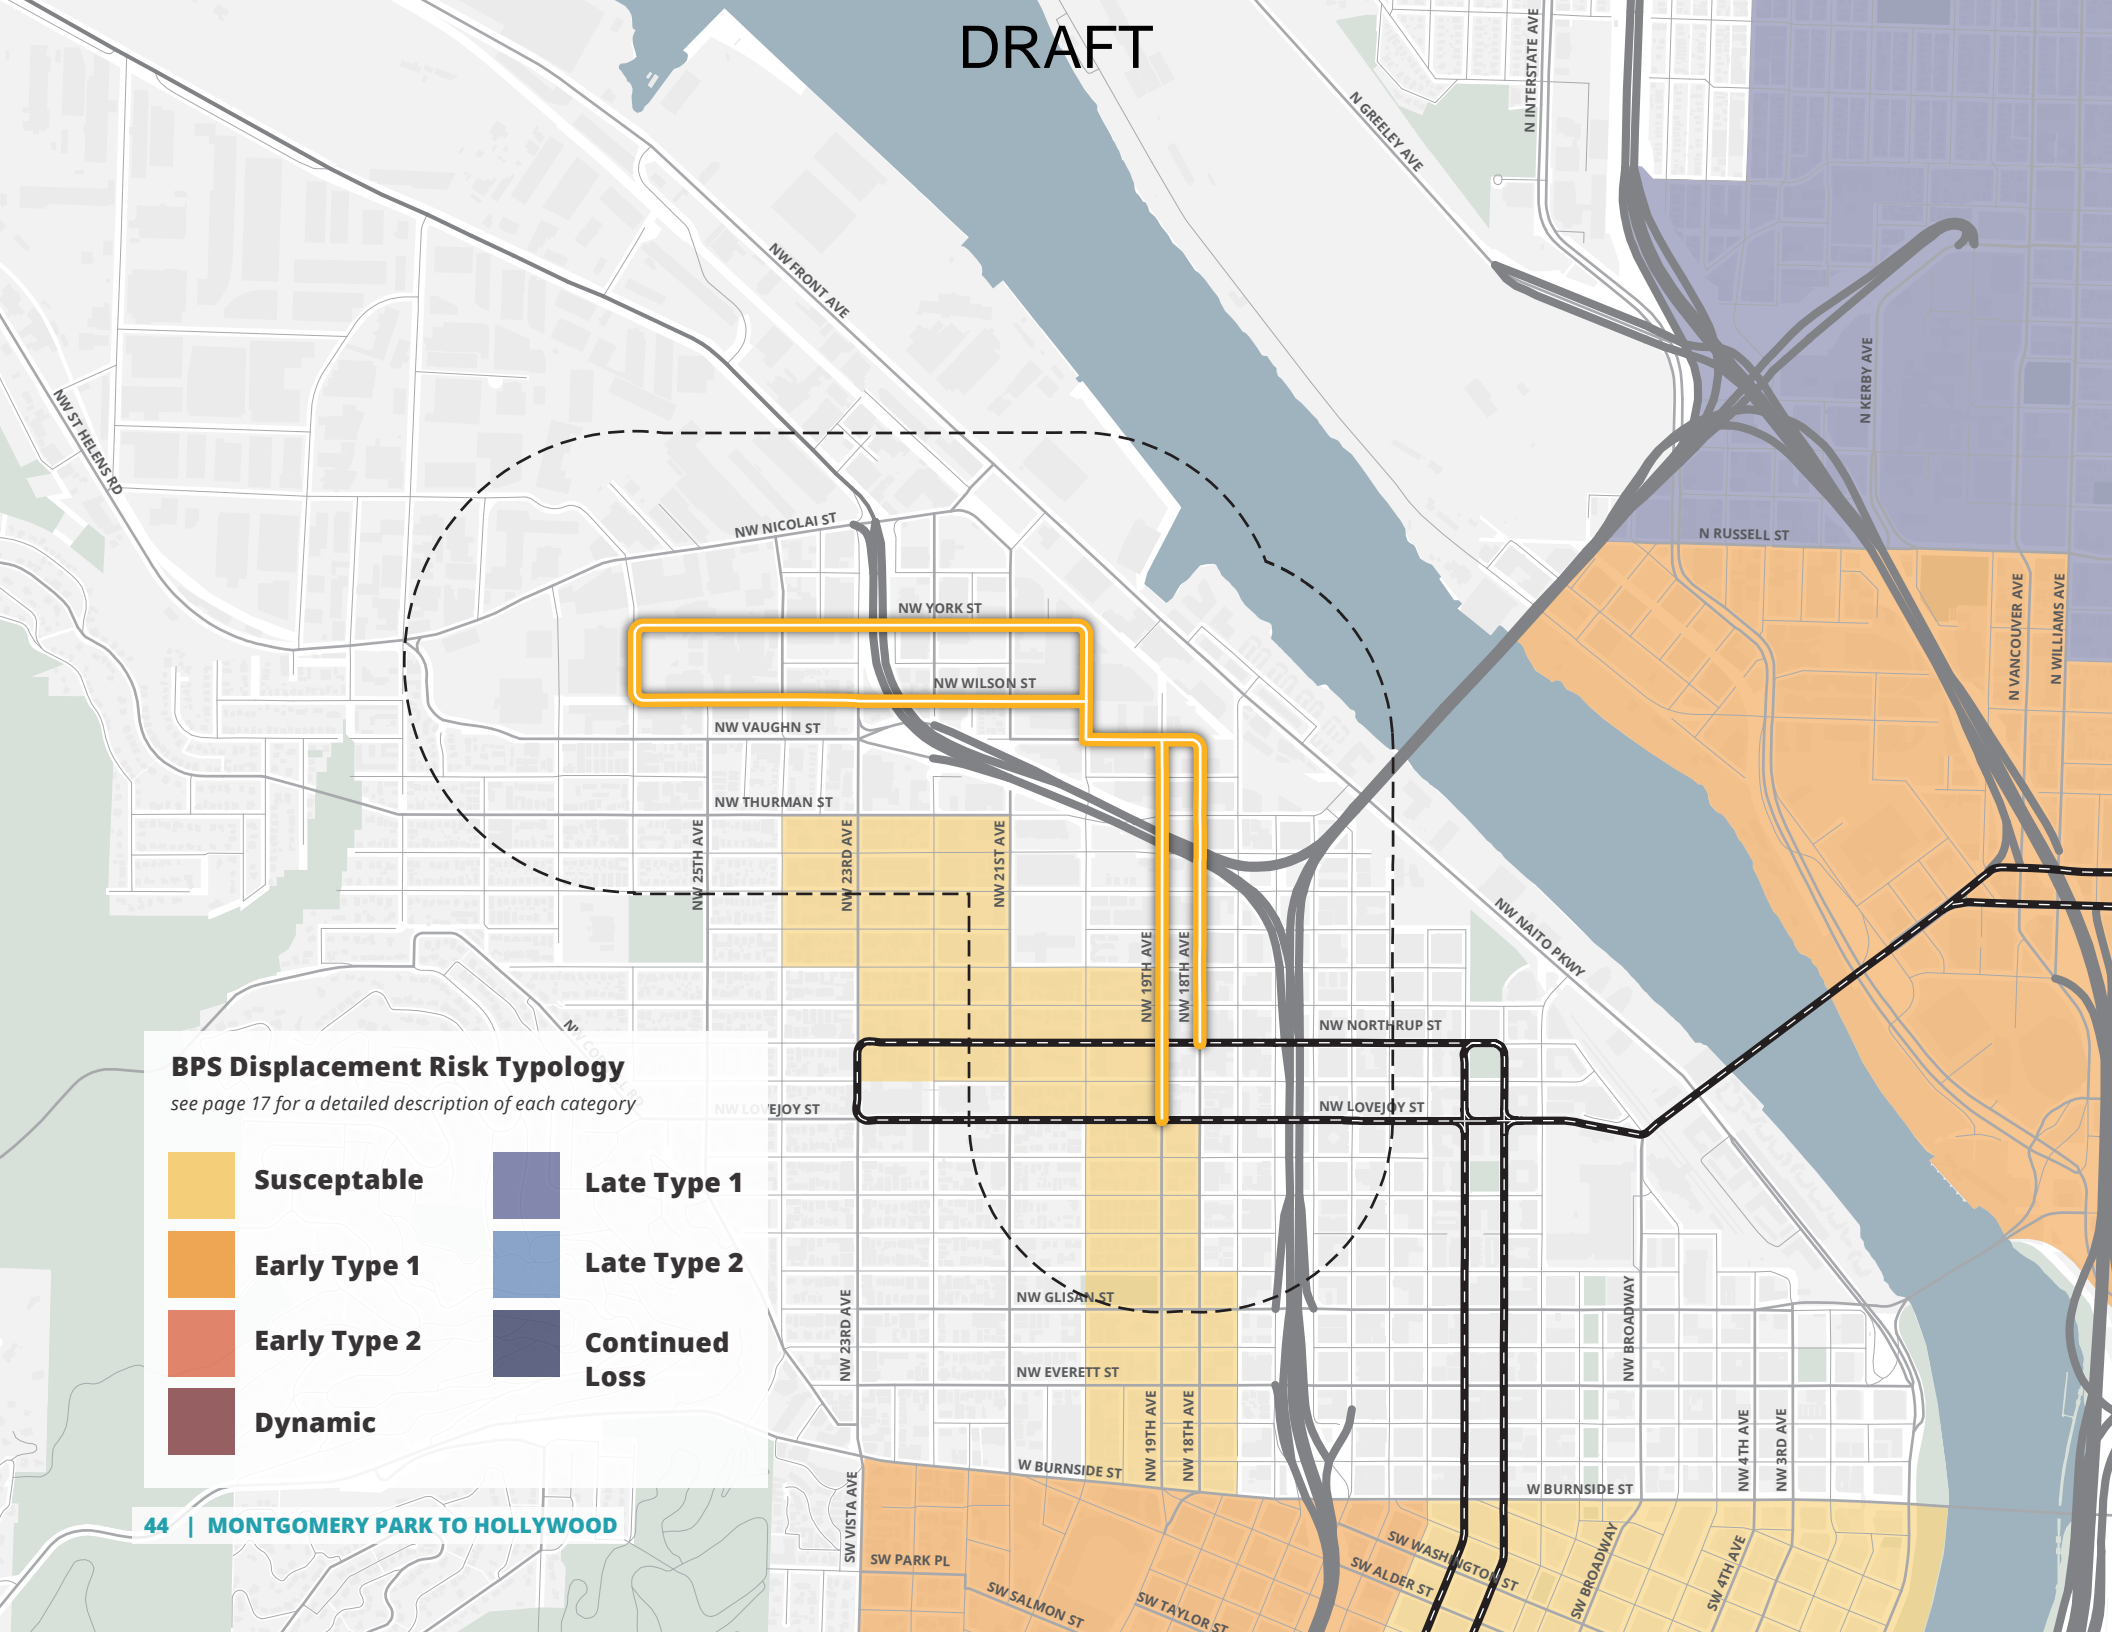 DRAFT
N INTERSTATE AVE
N GREELEY AVE
NW FRONT AVE
N KERBY AVE
NW ST HELENS RD
NW NICOLAI ST
N RUSSELL ST
NW YORK ST
N VANCOUVER AVE
N WILLIAMS AVE
NW WILSON ST
NW VAUGHN ST
NW THURMAN ST
NW 25TH AVE
NW 23RD AVE
NW 21ST AVE
NW 19TH AVE
NW 18TH AVE
NW NAITO PKWY
NW NORTHRUP ST
NW LOVEJOY ST
NW LOVEJOY ST
BPS Displacement Risk Typology
see page 17 for a detailed description of each category
Susceptable
Early Type 1
Early Type 2
Dynamic
Late Type 1
Late Type 2
Continued
Loss
NW GLISAN ST
NW 23RD AVE
NW BROADWAY
NW EVERETT ST
NW 19TH AVE
NW 18TH AVE
NW 4TH AVE
NW 3RD AVE
W BURNSIDE ST
W BURNSIDE ST
SW VISTA AVE
44 | MONTGOMERY PARK TO HOLLYWOOD
SW PARK PL
SW SALMON ST
SW TAYLOR ST
SW WASHINGTON ST
SW ALDER ST
SW BROADWAY
SW 4TH AVE